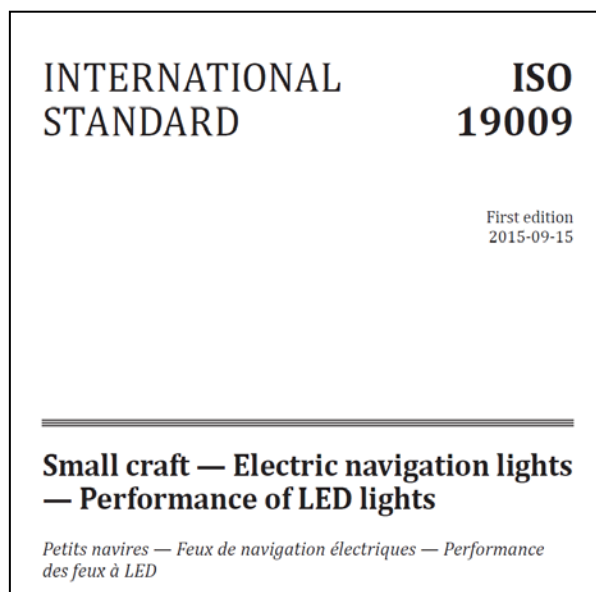 INTERNATIONAL
STANDARD
ISO
19009
First edition
2015-09-15
Small craft — Electric navigation lights
— Performance of LED lights
Petits navires — Feux de navigation électriques — Performance
des feux à LED